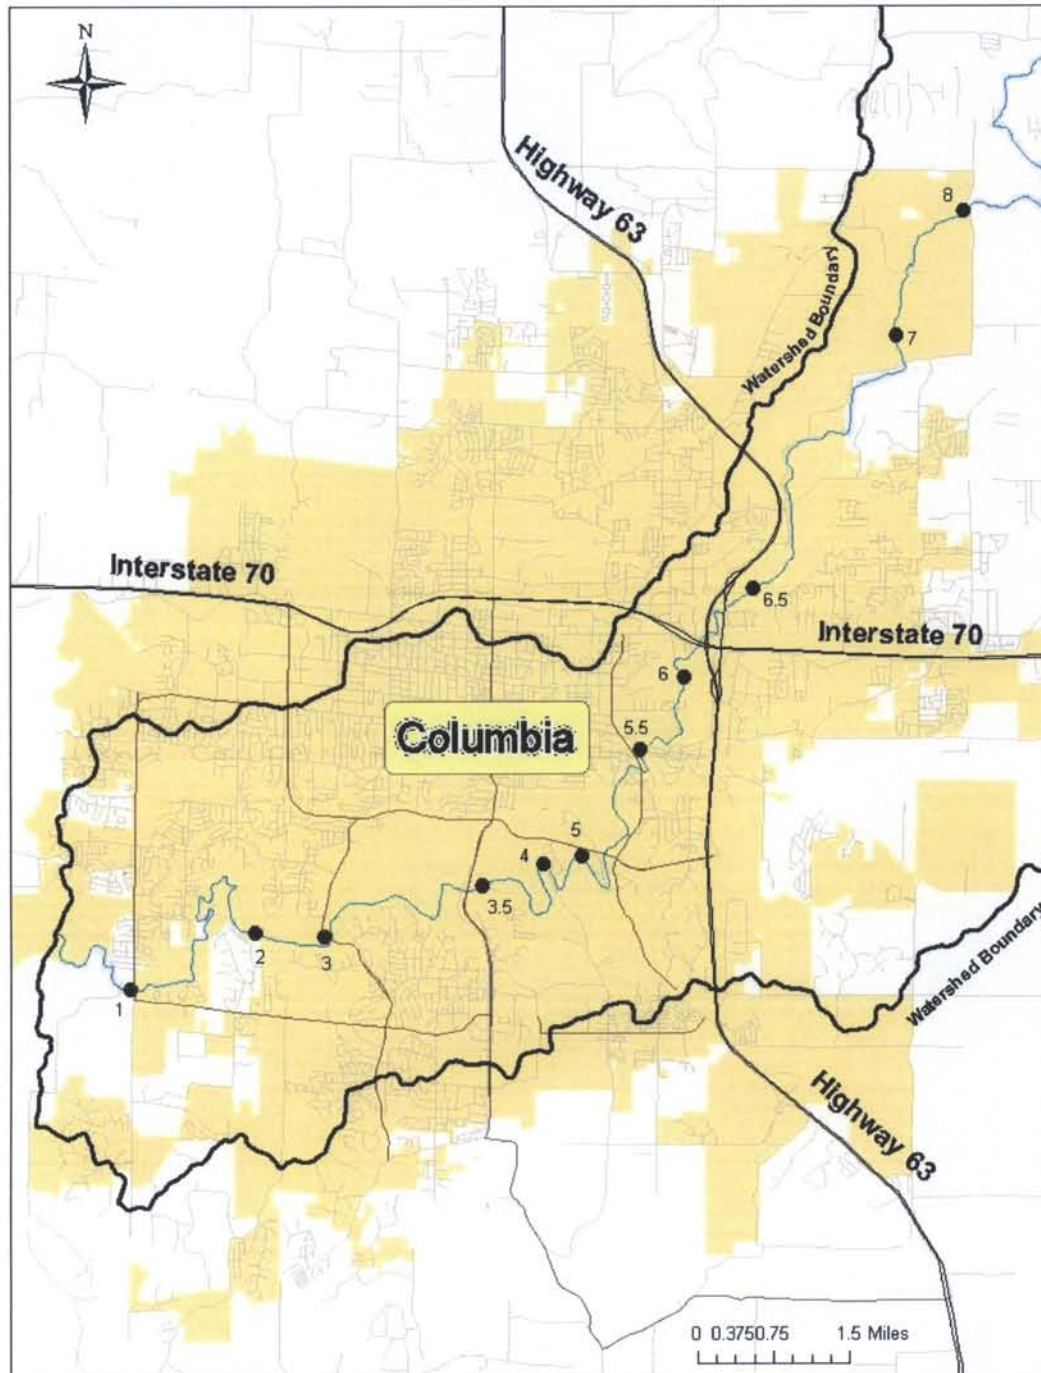 N
Highway 63
8
Watershed Boundary
7
Interstate 70
6.5
Interstate 70
6
Columbia
5.5
5
4
3.5
2
3
1
Watershed Boundary
Highway 63
0 0.3750.75 1.5 Miles